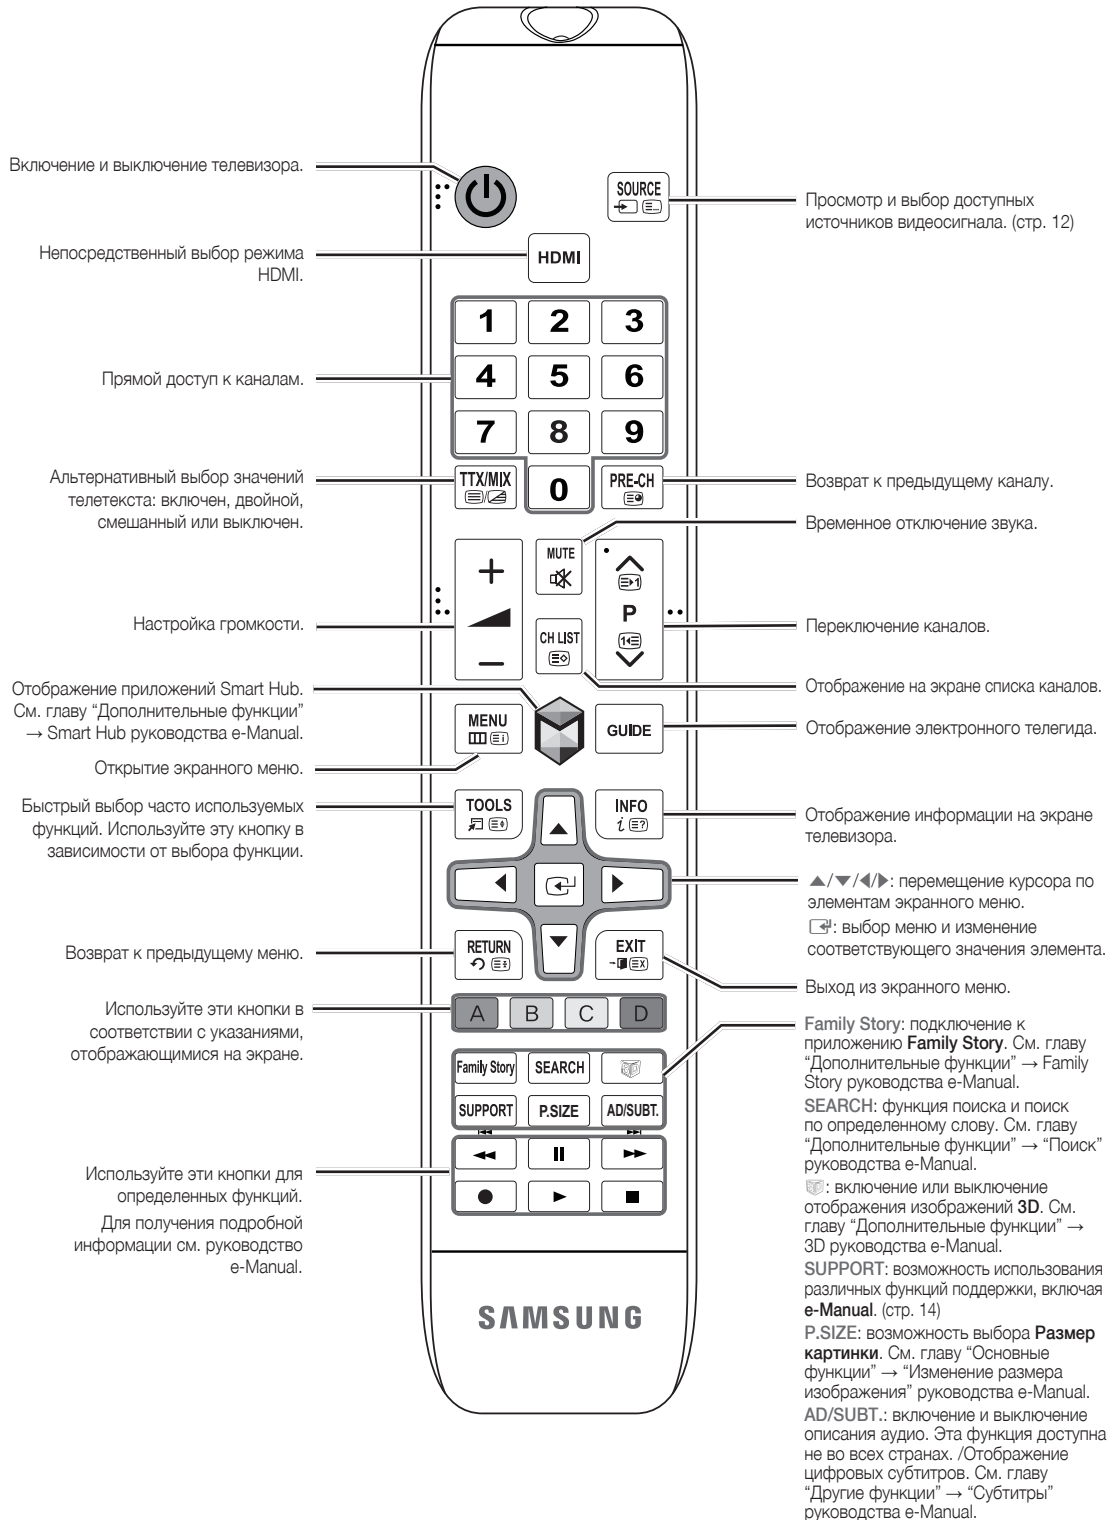 Включение и выключение телевизора.
SOURCE
Просмотр и выбор доступных
источников видеосигнала. (стр. 12)
Непосредственный выбор режима
HDMI.
HDMI
1 2 3
Прямой доступ к каналам.
4 5 6
7 8 9
Альтернативный выбор значений
телетекста: включен, двойной,
смешанный или выключен.
TTX/MIX
0
PRE-CH
Возврат к предыдущему каналу.
Временное отключение звука.
MUTE
Настройка громкости.
P
Переключение каналов.
CH LIST
Отображение на экране списка каналов.
Отображение приложений Smart Hub.
См. главу “Дополнительные функции”
→ Smart Hub руководства e-Manual.
MENU
GUIDE
Отображение электронного телегида.
Открытие экранного меню.
Быстрый выбор часто используемых
функций. Используйте эту кнопку в
зависимости от выбора функции.
TOOLS
INFO
Отображение информации на экране
телевизора.
▲/▼/◀/▶: перемещение курсора по
элементам экранного меню.
: выбор меню и изменение
соответствующего значения элемента.
Возврат к предыдущему меню.
RETURN
EXIT
Выход из экранного меню.
Используйте эти кнопки в
соответствии с указаниями,
отображающимися на экране.
A B C D
Family Story SEARCH
SUPPORT P.SIZE AD/SUBT.
Family Story: подключение к
приложению Family Story. См. главу
“Дополнительные функции” → Family
Story руководства e-Manual.
SEARCH: функция поиска и поиск
по определенному слову. См. главу
“Дополнительные функции” → “Поиск”
руководства e-Manual.
: включение или выключение
отображения изображений 3D. См.
главу “Дополнительные функции” →
3D руководства e-Manual.
SUPPORT: возможность использования
различных функций поддержки, включая
e-Manual. (стр. 14)
P.SIZE: возможность выбора Размер
картинки. См. главу “Основные
функции” → “Изменение размера
изображения” руководства e-Manual.
AD/SUBT.: включение и выключение
описания аудио. Эта функция доступна
не во всех странах. /Отображение
цифровых субтитров. См. главу
“Другие функции” → “Субтитры”
руководства e-Manual.
Используйте эти кнопки для
определенных функций.
Для получения подробной
информации см. руководство
e-Manual.
SAMSUNG